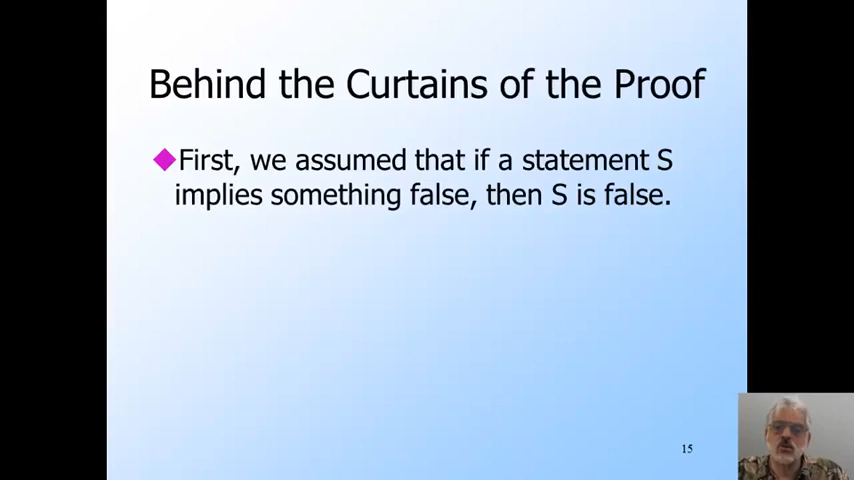 Behind the Curtains of the Proof
First, we assumed that if a statement S
implies something false, then S is false.
15